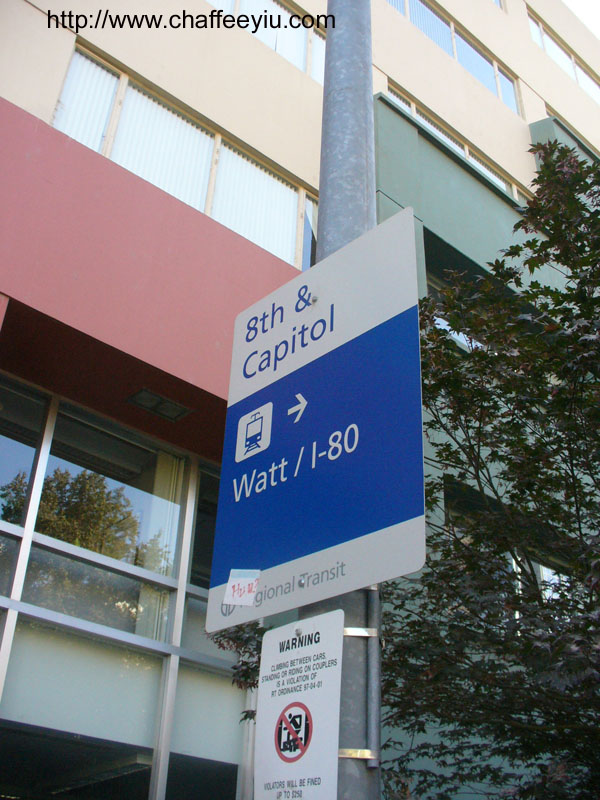 http://www.chaffeeyiu.com
8th &
Capitol
Watt / I-80
Regional Transit
WARNING
CLIMBING BETWEEN CARS,
STANDING OR RIDING ON COUPLERS
IS A VIOLATION OF
RT ORDINANCE 97-04-01
VIOLATORS WILL BE FINED
UP TO $250